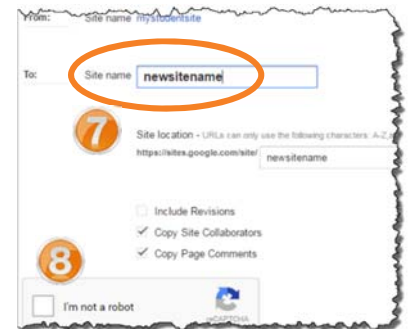 From: Site name mystudentsite
To: Site name newsitename
7
Site location - URLs can only use the following characters: A-Z,
https://sites.google.com/site/ newsitename
Include Revisions
Copy Site Collaborators
Copy Page Comments
8
I'm not a robot
reCAPTCHA